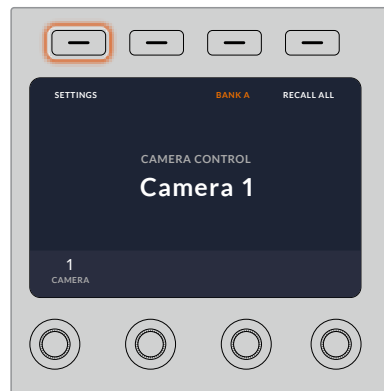 SETTINGS BANK A RECALL ALL
CAMERA CONTROL
Camera 1
1
CAMERA